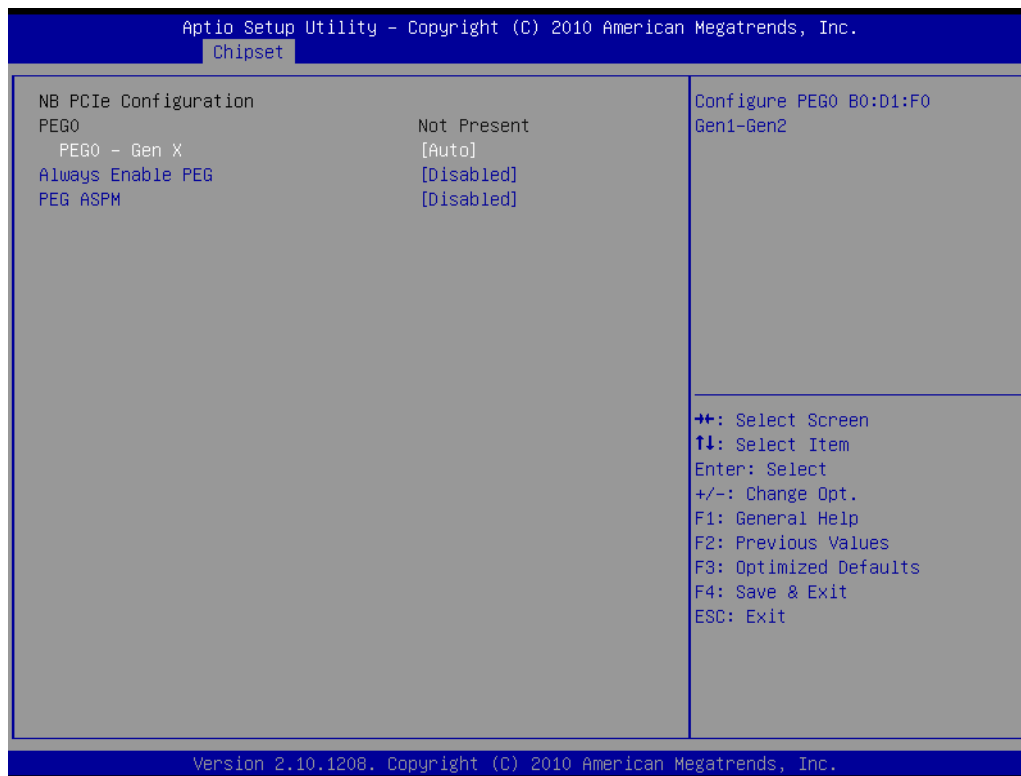 Aptio Setup Utility – Copyright (C) 2010 American Megatrends, Inc.
Chipset
NB PCIe Configuration
PEG0 Not Present
PEG0 – Gen X [Auto]
Always Enable PEG [Disabled]
PEG ASPM [Disabled]
Configure PEG0 B0:D1:F0
Gen1-Gen2
→←: Select Screen
↑↓: Select Item
Enter: Select
+/-: Change Opt.
F1: General Help
F2: Previous Values
F3: Optimized Defaults
F4: Save & Exit
ESC: Exit
Version 2.10.1208. Copyright (C) 2010 American Megatrends, Inc.